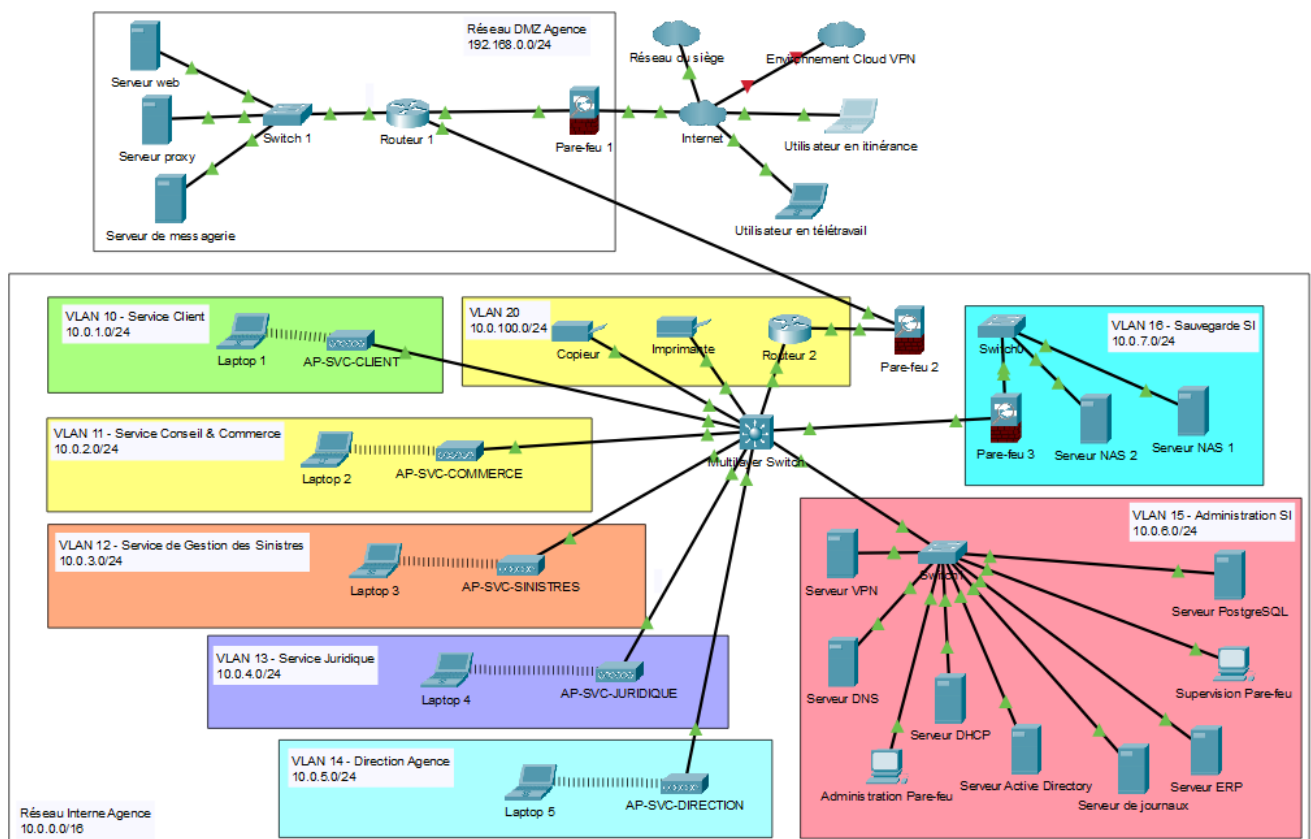 Réseau DMZ Agence
192.168.0.0/24
Serveur web
Serveur proxy
Serveur de messagerie
Switch 1
Routeur 1
Pare-feu 1
Réseau du siège
Environnement Cloud VPN
Internet
Utilisateur en itinérance
Utilisateur en télétravail
VLAN 10 - Service Client
10.0.1.0/24
Laptop 1
AP-SVC-CLIENT
VLAN 20
10.0.100.0/24
Copieur
Imprimante
Routeur 2
Pare-feu 2
VLAN 16 - Sauvegarde SI
10.0.7.0/24
Switch0
Pare-feu 3
Serveur NAS 2
Serveur NAS 1
VLAN 11 - Service Conseil & Commerce
10.0.2.0/24
Laptop 2
AP-SVC-COMMERCE
Multilayer Switch
VLAN 12 - Service de Gestion des Sinistres
10.0.3.0/24
Laptop 3
AP-SVC-SINISTRES
VLAN 15 - Administration SI
10.0.6.0/24
Serveur VPN
Switch1
Serveur PostgreSQL
Serveur DNS
Supervision Pare-feu
Serveur DHCP
Administration Pare-feu
Serveur Active Directory
Serveur de journaux
Serveur ERP
VLAN 13 - Service Juridique
10.0.4.0/24
Laptop 4
AP-SVC-JURIDIQUE
VLAN 14 - Direction Agence
10.0.5.0/24
Laptop 5
AP-SVC-DIRECTION
Réseau Interne Agence
10.0.0.0/16